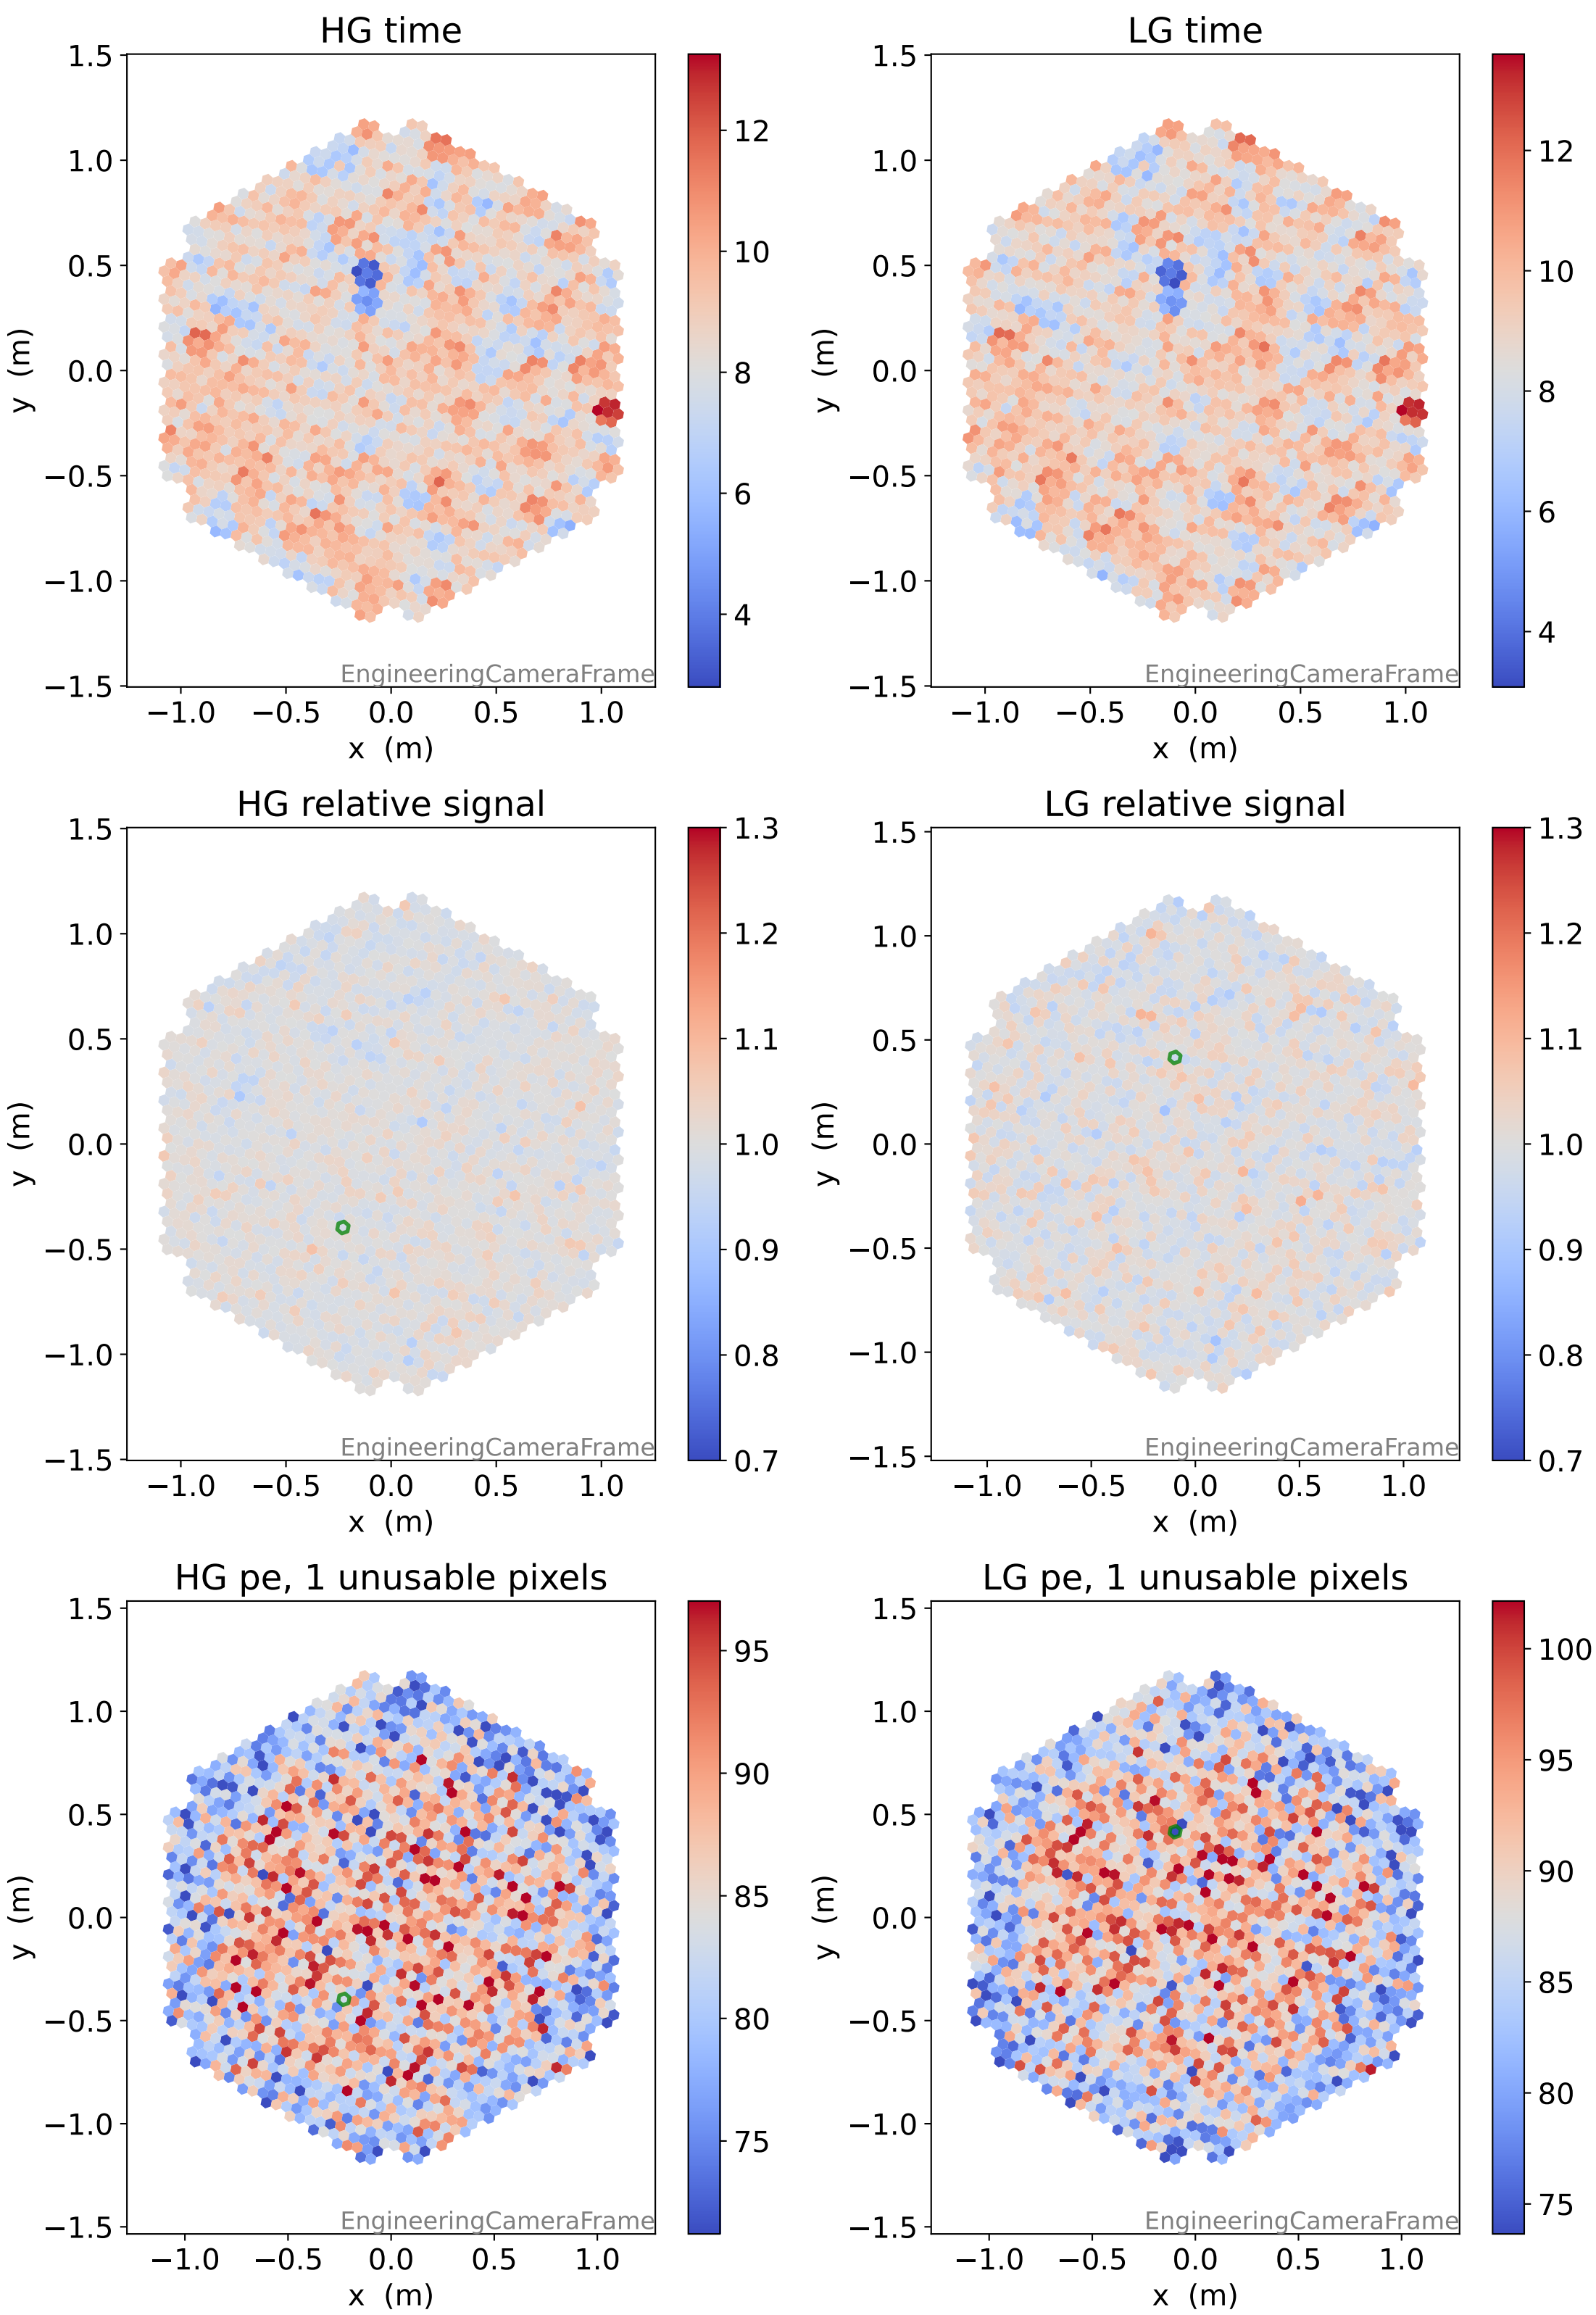 HG time
LG time
1.5
1.0
0.5
0.0
−0.5
−1.0
−1.5
y (m)
−1.0 −0.5 0.0 0.5 1.0
x (m)
EngineeringCameraFrame
12
10
8
6
4
1.5
1.0
0.5
0.0
−0.5
−1.0
−1.5
y (m)
−1.0 −0.5 0.0 0.5 1.0
x (m)
EngineeringCameraFrame
12
10
8
6
4
HG relative signal
LG relative signal
1.5
1.0
0.5
0.0
−0.5
−1.0
−1.5
y (m)
−1.0 −0.5 0.0 0.5 1.0
x (m)
EngineeringCameraFrame
1.3
1.2
1.1
1.0
0.9
0.8
0.7
1.5
1.0
0.5
0.0
−0.5
−1.0
−1.5
y (m)
−1.0 −0.5 0.0 0.5 1.0
x (m)
EngineeringCameraFrame
1.3
1.2
1.1
1.0
0.9
0.8
0.7
HG pe, 1 unusable pixels
LG pe, 1 unusable pixels
1.5
1.0
0.5
0.0
−0.5
−1.0
−1.5
y (m)
−1.0 −0.5 0.0 0.5 1.0
x (m)
EngineeringCameraFrame
95
90
85
80
75
1.5
1.0
0.5
0.0
−0.5
−1.0
−1.5
y (m)
−1.0 −0.5 0.0 0.5 1.0
x (m)
EngineeringCameraFrame
100
95
90
85
80
75